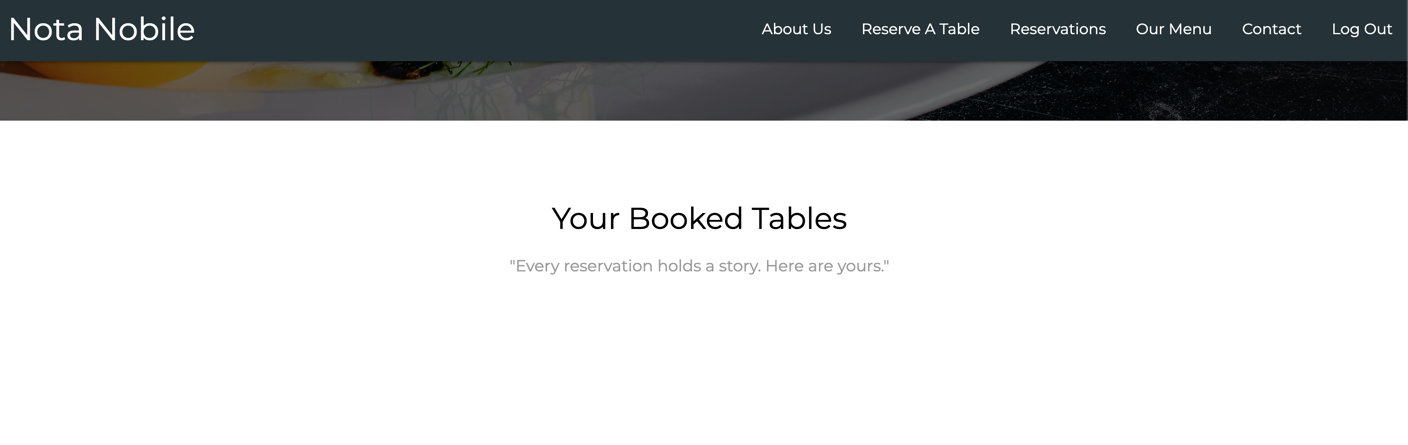 Nota Nobile
About Us Reserve A Table Reservations Our Menu Contact Log Out
Your Booked Tables
"Every reservation holds a story. Here are yours."